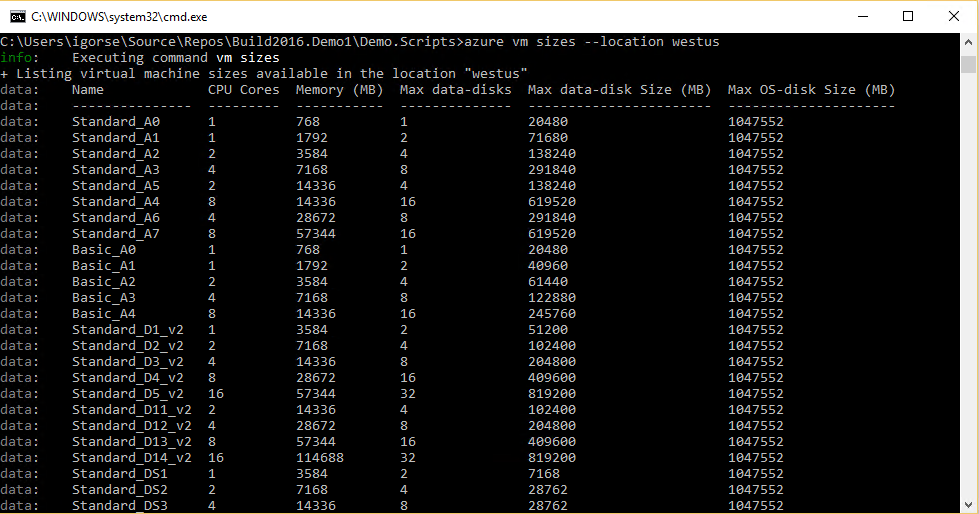 C:\WINDOWS\system32\cmd.exe
C:\Users\igorse\Source\Repos\Build2016.Demo1\Demo.Scripts>azure vm sizes --location westus
info:    Executing command vm sizes
+ Listing virtual machine sizes available in the location "westus"
data:    Name             CPU Cores  Memory (MB)  Max data-disks  Max data-disk Size (MB)  Max OS-disk Size (MB)
data:    ---------------  ---------  -----------  --------------  -----------------------  ---------------------
data:    Standard_A0      1          768          1               20480                    1047552
data:    Standard_A1      1          1792         2               71680                    1047552
data:    Standard_A2      2          3584         4               138240                   1047552
data:    Standard_A3      4          7168         8               291840                   1047552
data:    Standard_A5      2          14336        4               138240                   1047552
data:    Standard_A4      8          14336        16              619520                   1047552
data:    Standard_A6      4          28672        8               291840                   1047552
data:    Standard_A7      8          57344        16              619520                   1047552
data:    Basic_A0         1          768          1               20480                    1047552
data:    Basic_A1         1          1792         2               40960                    1047552
data:    Basic_A2         2          3584         4               61440                    1047552
data:    Basic_A3         4          7168         8               122880                   1047552
data:    Basic_A4         8          14336        16              245760                   1047552
data:    Standard_D1_v2   1          3584         2               51200                    1047552
data:    Standard_D2_v2   2          7168         4               102400                   1047552
data:    Standard_D3_v2   4          14336        8               204800                   1047552
data:    Standard_D4_v2   8          28672        16              409600                   1047552
data:    Standard_D5_v2   16         57344        32              819200                   1047552
data:    Standard_D11_v2  2          14336        4               102400                   1047552
data:    Standard_D12_v2  4          28672        8               204800                   1047552
data:    Standard_D13_v2  8          57344        16              409600                   1047552
data:    Standard_D14_v2  16         114688       32              819200                   1047552
data:    Standard_DS1     1          3584         2               7168                     1047552
data:    Standard_DS2     2          7168         4               28762                    1047552
data:    Standard_DS3     4          14336        8               28762                    1047552